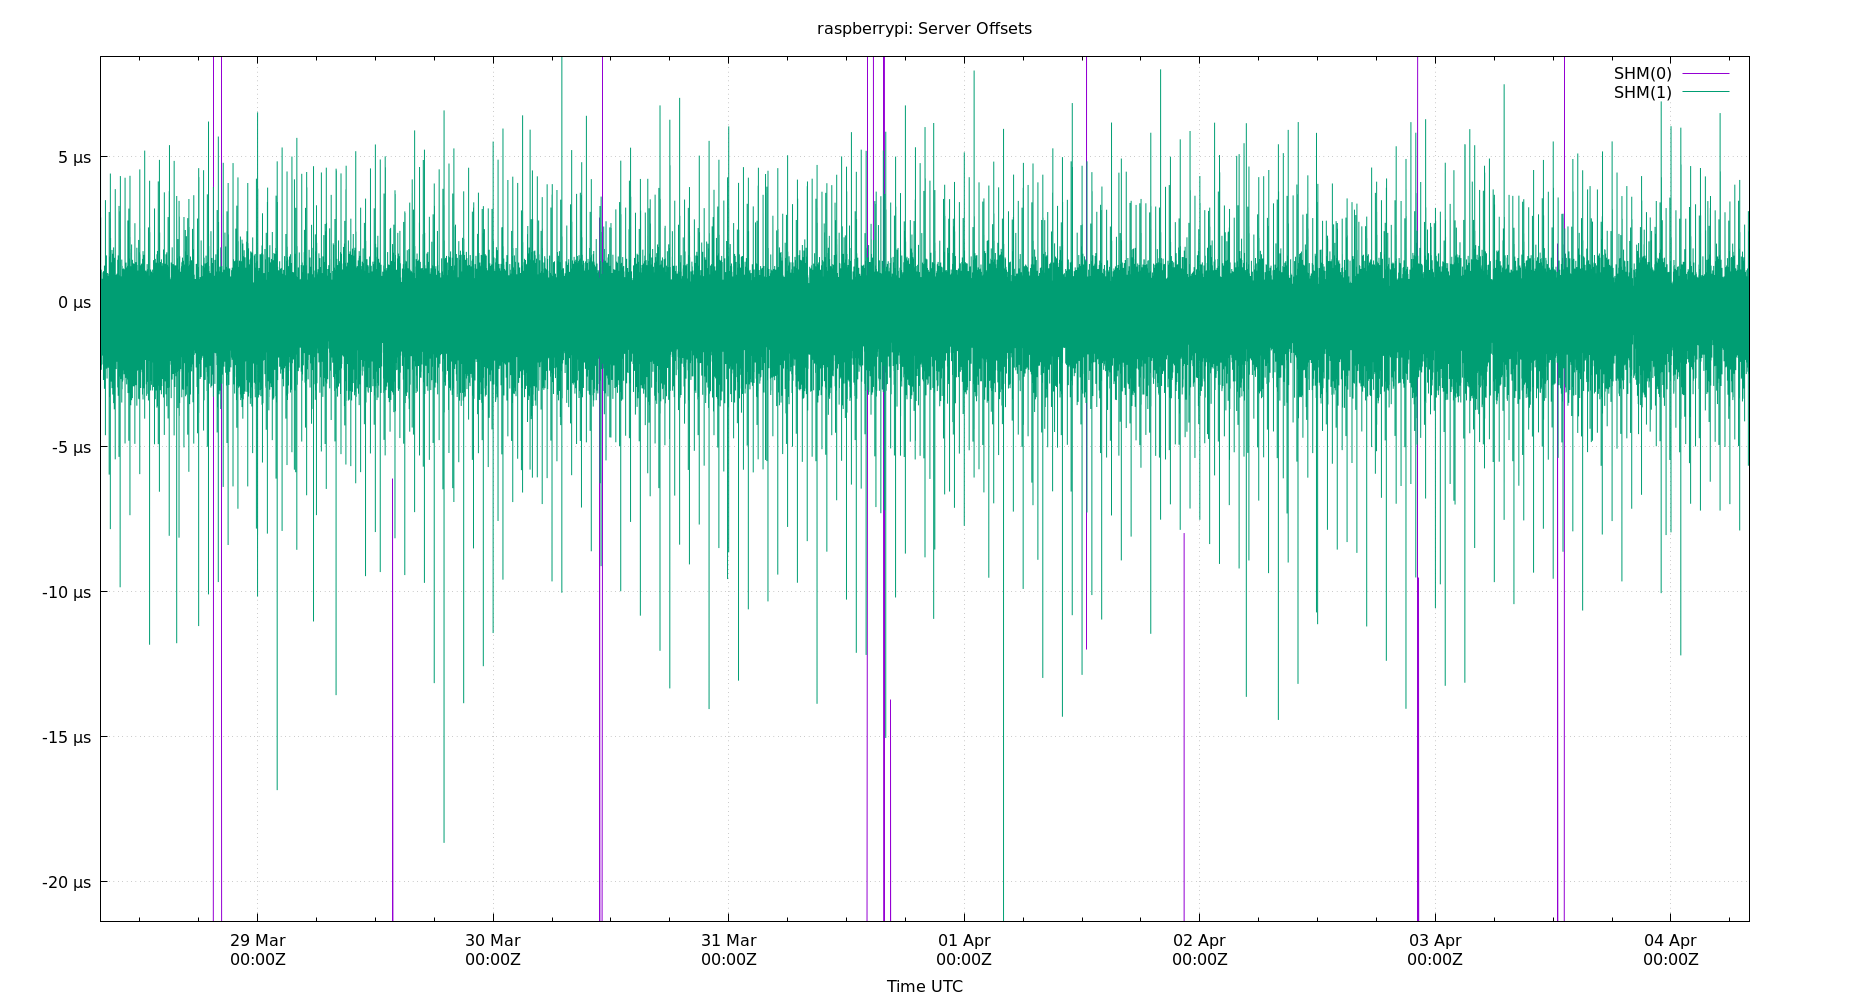 raspberrypi: Server Offsets
SHM(0)
SHM(1)
5 µs
0 µs
-5 µs
-10 µs
-15 µs
-20 µs
29 Mar 30 Mar 31 Mar 01 Apr 02 Apr 03 Apr 04 Apr
00:00Z 00:00Z 00:00Z 00:00Z 00:00Z 00:00Z 00:00Z
Time UTC